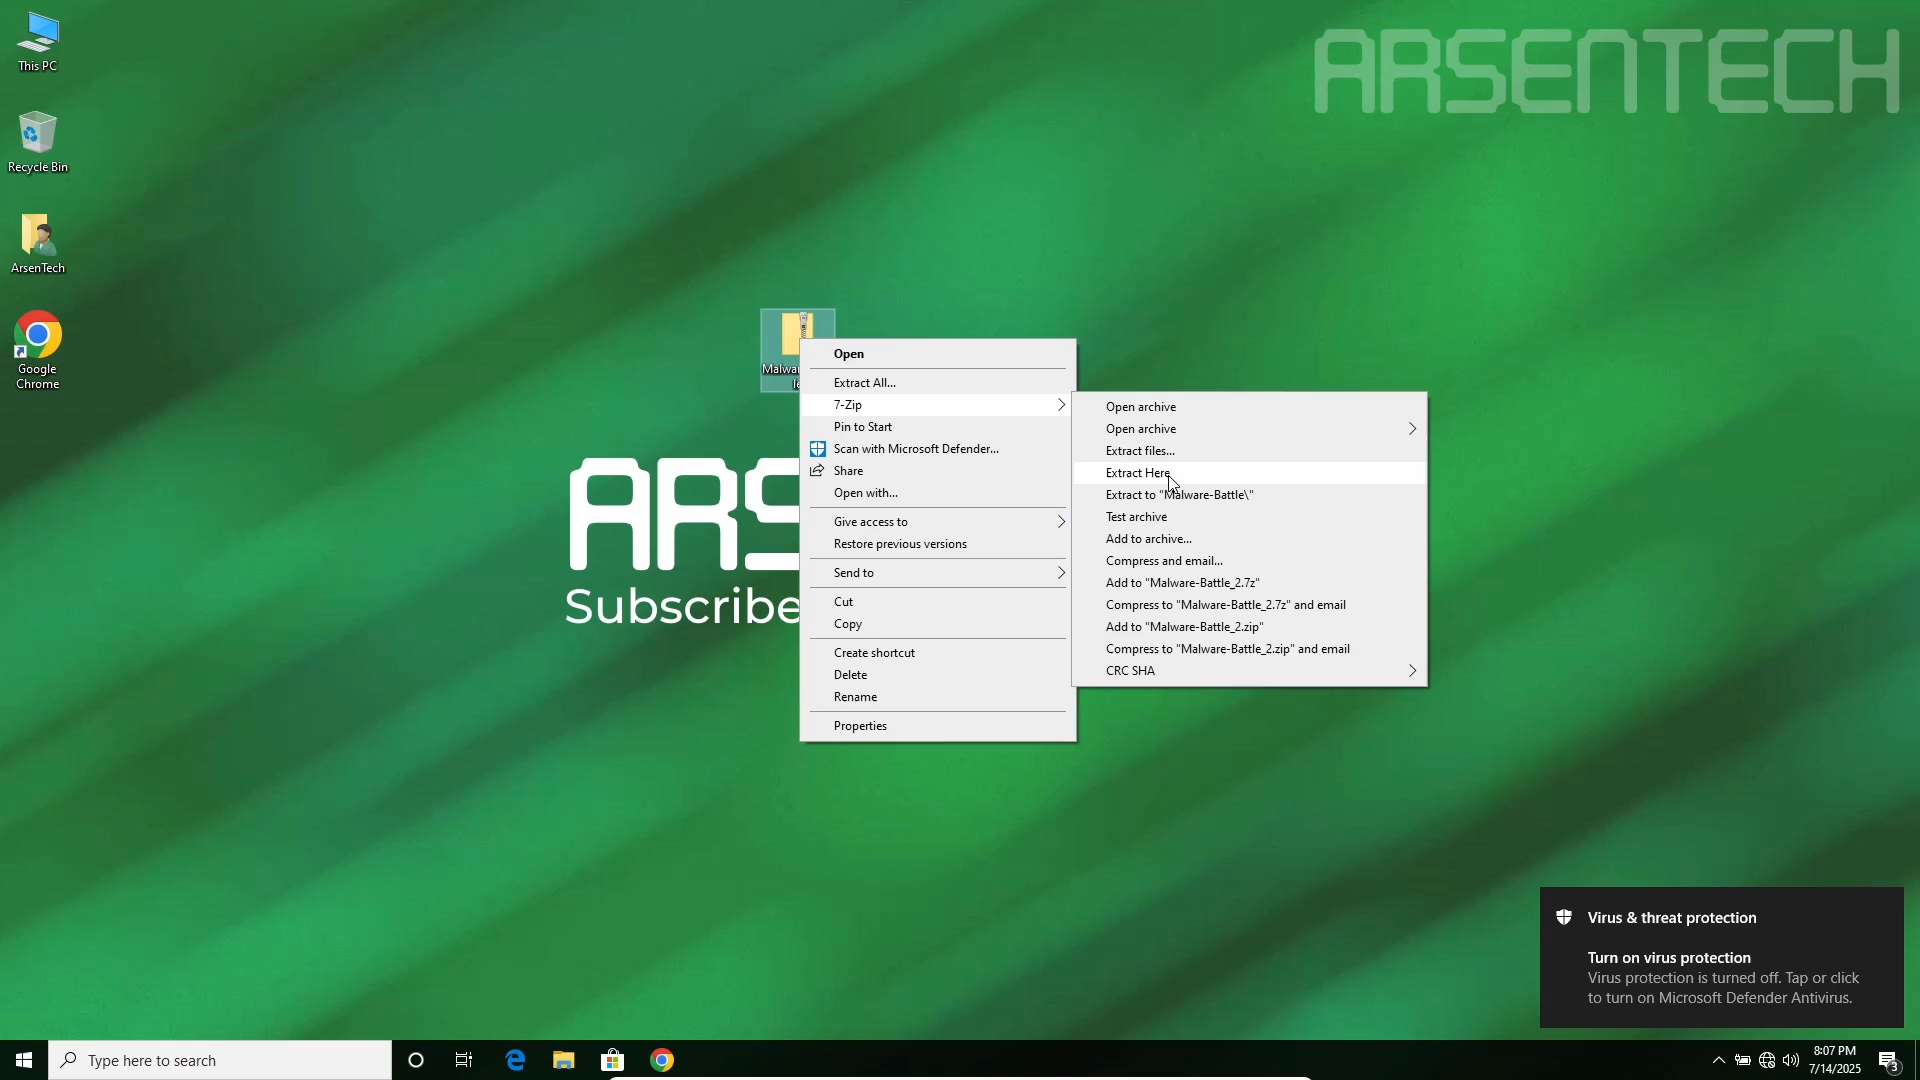 This PC
Recycle Bin
ArsenTech
Google
Chrome
ARSENTECH
Subscribe
Open
Extract All...
7-Zip
Pin to Start
Scan with Microsoft Defender...
Share
Open with...
Give access to
Restore previous versions
Send to
Cut
Copy
Create shortcut
Delete
Rename
Properties
Open archive
Open archive
Extract files...
Extract Here
Extract to "Malware-Battle\"
Test archive
Add to archive...
Compress and email...
Add to "Malware-Battle_2.7z"
Compress to "Malware-Battle_2.7z" and email
Add to "Malware-Battle_2.zip"
Compress to "Malware-Battle_2.zip" and email
CRC SHA
Virus & threat protection
Turn on virus protection
Virus protection is turned off. Tap or click
to turn on Microsoft Defender Antivirus.
Type here to search
8:07 PM
7/14/2025
3